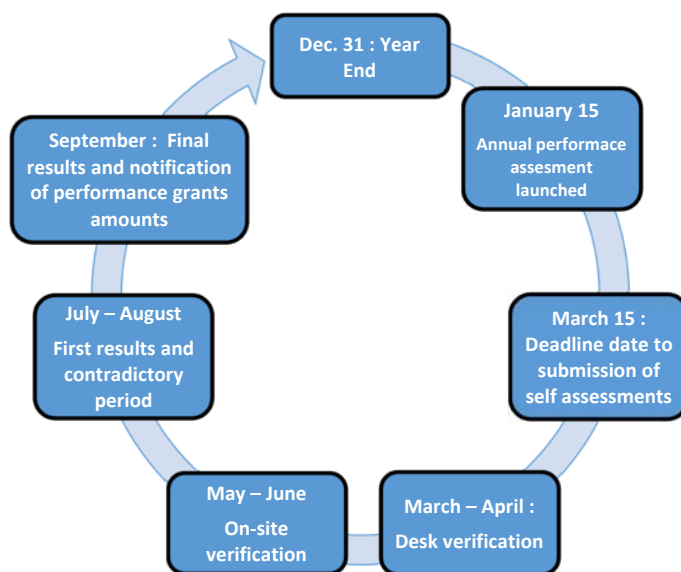 Dec. 31 : Year
End
January 15
Annual performace
assesment
launched
March 15 :
Deadline date to
submission of
self assessments
March – April :
Desk verification
May – June
On-site
verification
July – August
First results and
contradictory
period
September :  Final
results and notification
of performance grants
amounts